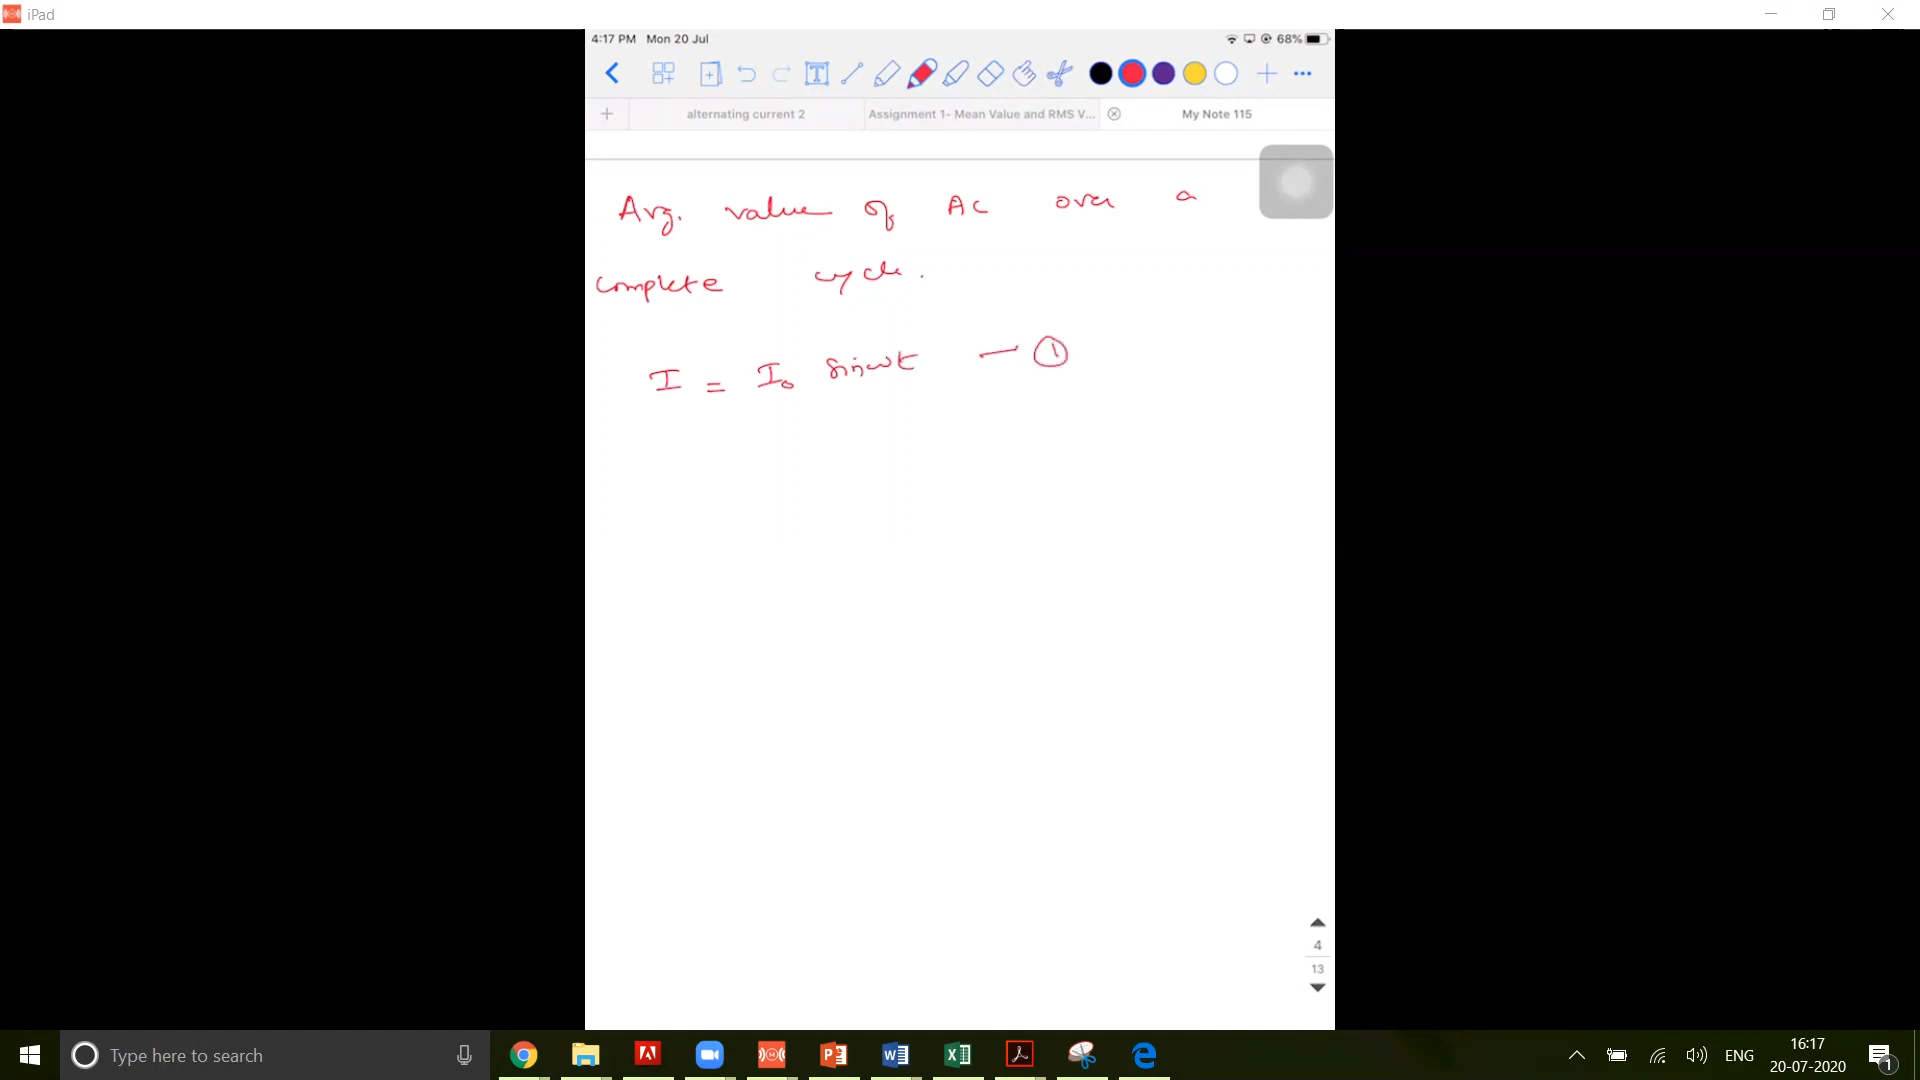 iPad
4:17 PM Mon 20 Jul
68%
alternating current 2
Assignment 1- Mean Value and RMS V...
My Note 115
Avg. value of AC over a
complete cycle.
I = I₀ sinωt — ①
4
13
Type here to search
ENG
16:17
20-07-2020
1